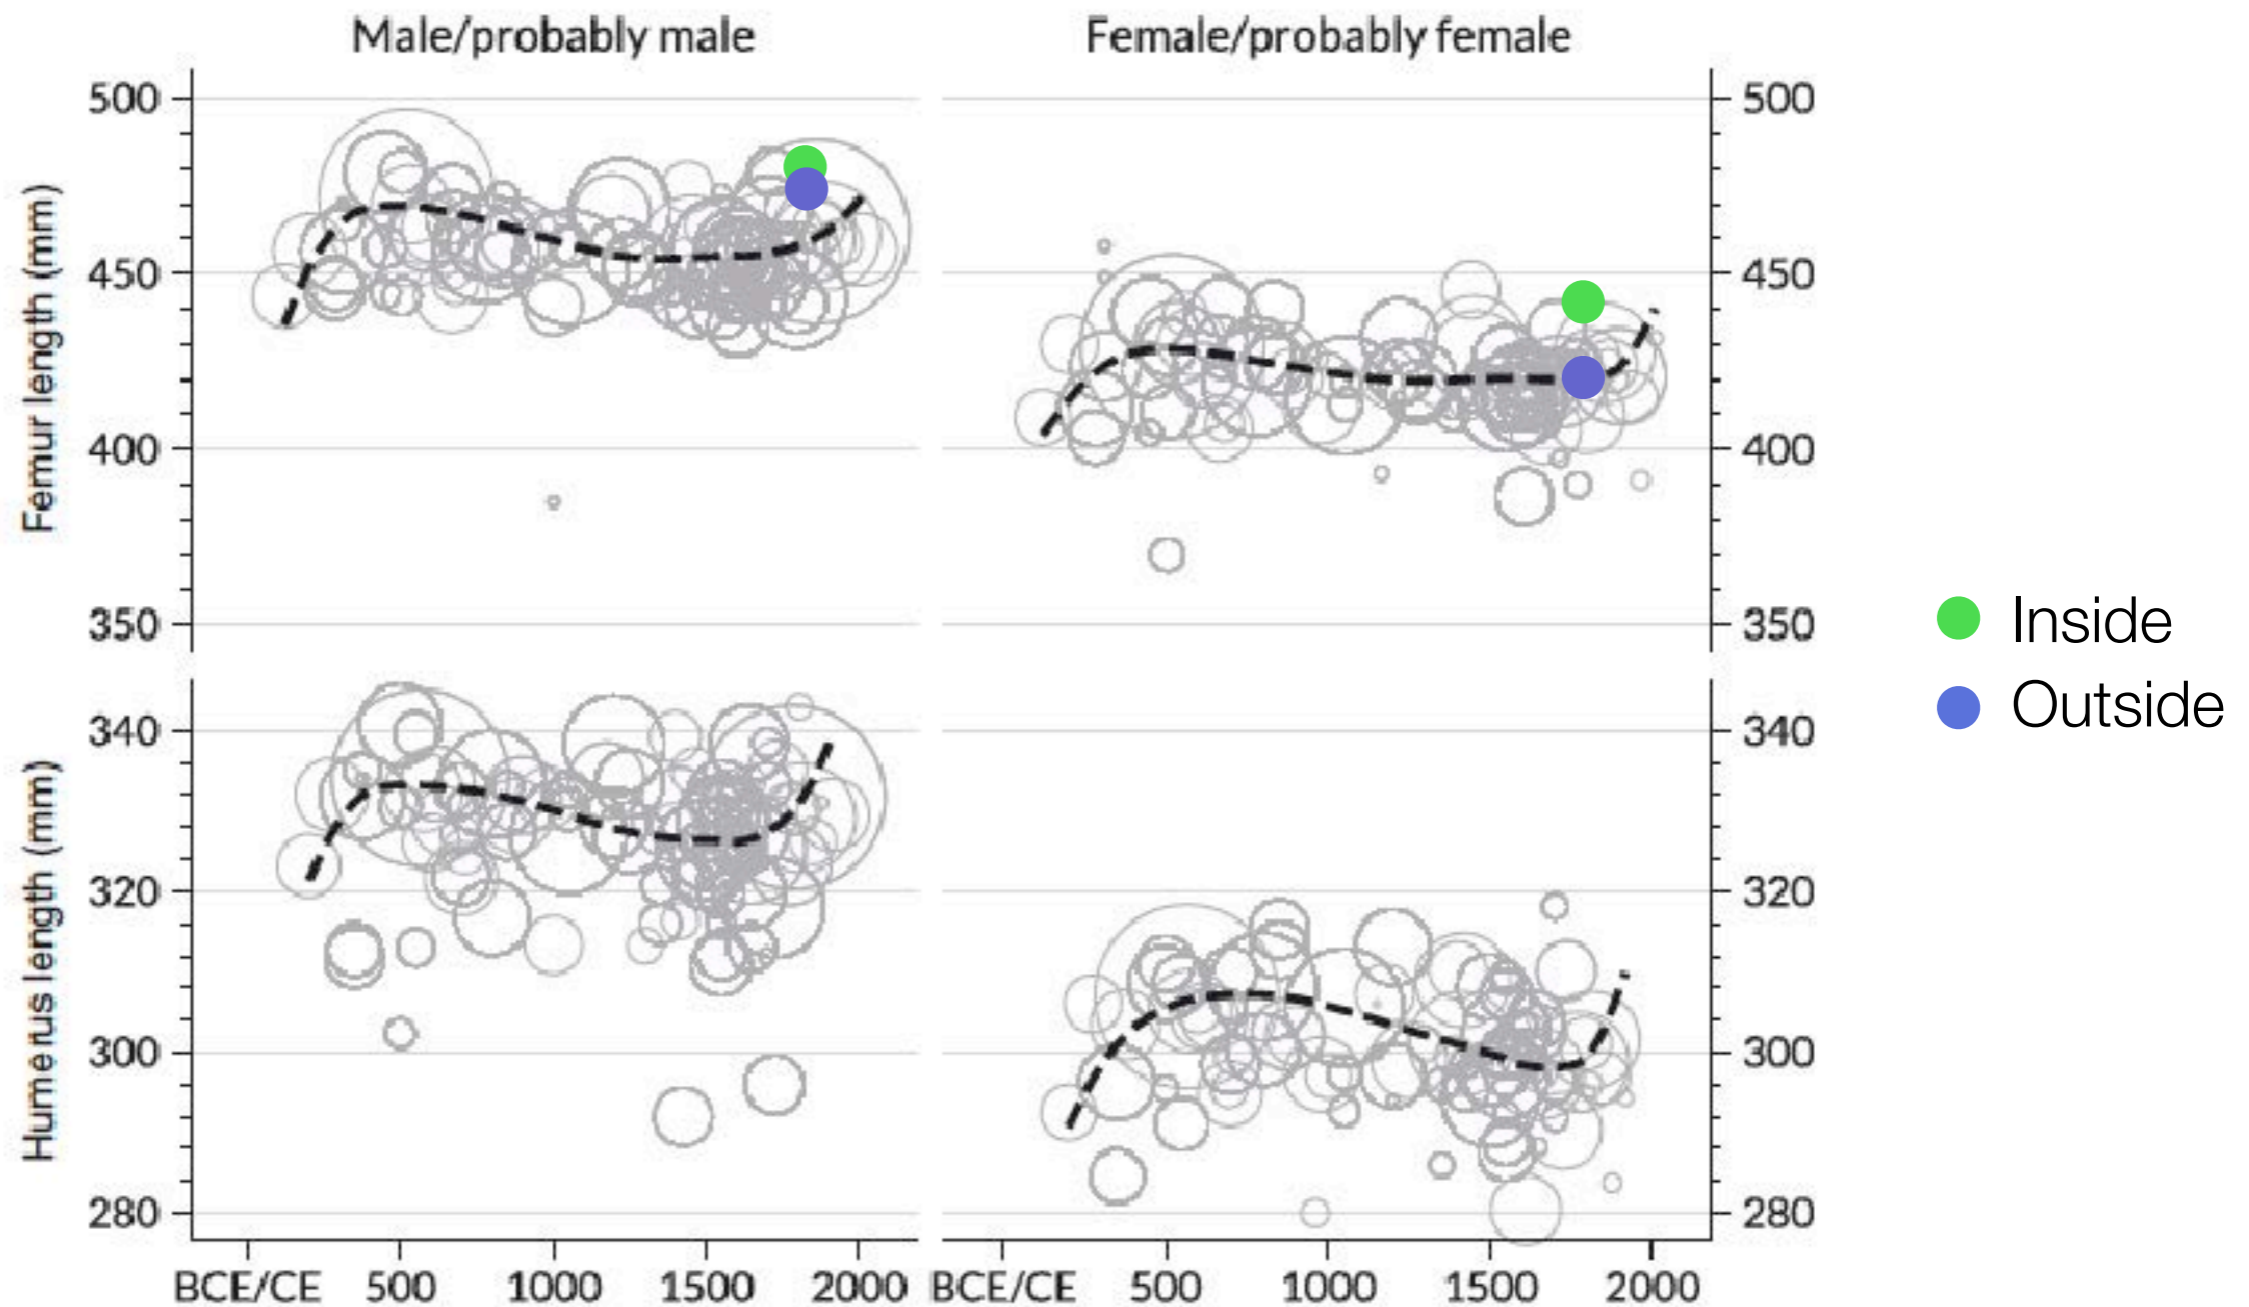 Male/probably male
Female/probably female
Femur length (mm)
500
450
400
350
500
450
400
350
Inside
Outside
Humerus length (mm)
340
320
300
280
340
320
300
280
BCE/CE 500 1000 1500 2000
BCE/CE 500 1000 1500 2000